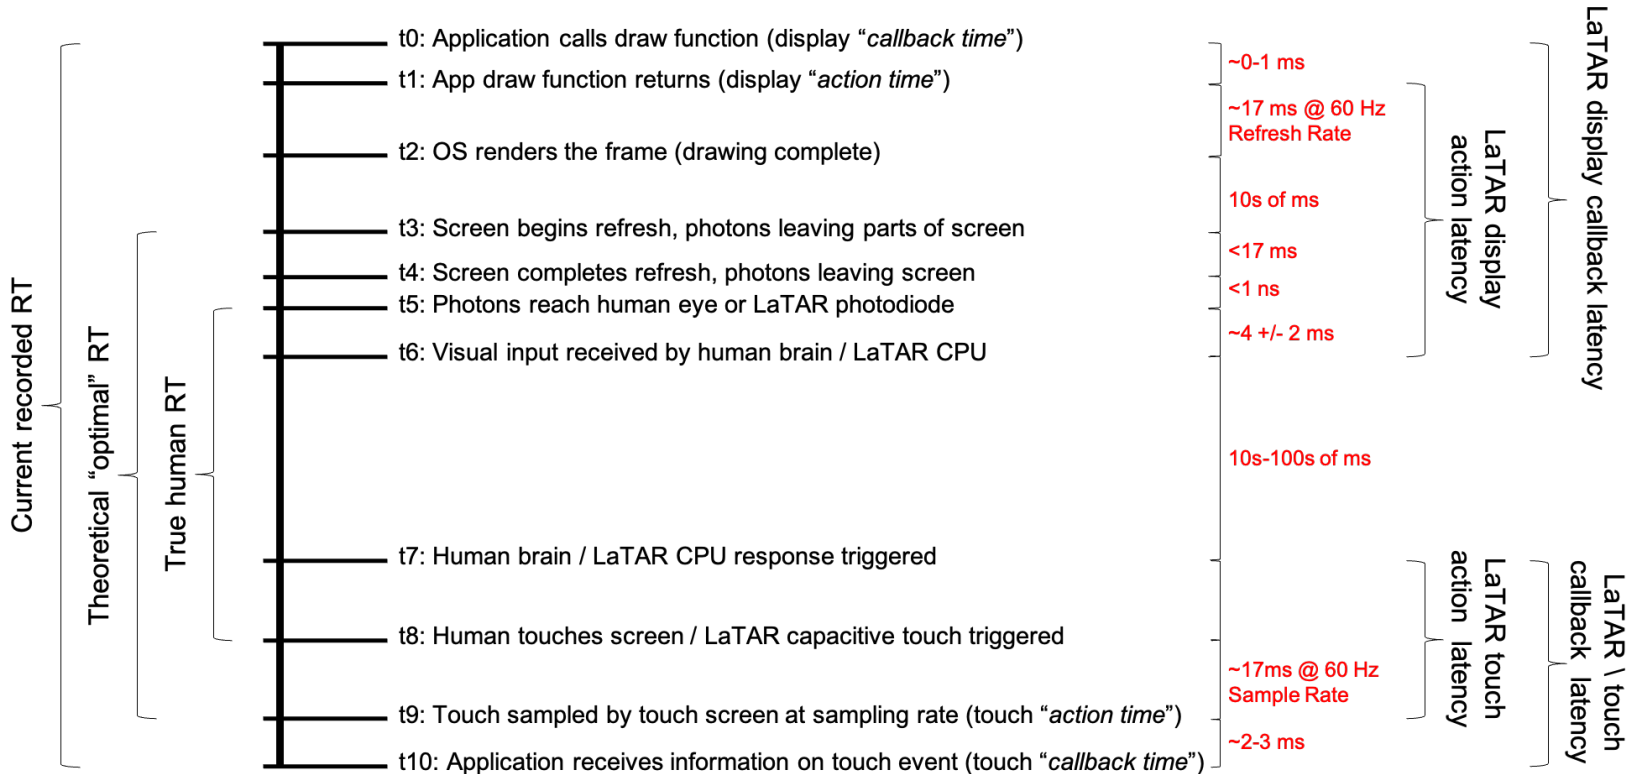 t0: Application calls draw function (display “callback time”)
t1: App draw function returns (display “action time”)
t2: OS renders the frame (drawing complete)
t3: Screen begins refresh, photons leaving parts of screen
t4: Screen completes refresh, photons leaving screen
t5: Photons reach human eye or LaTAR photodiode
t6: Visual input received by human brain / LaTAR CPU
t7: Human brain / LaTAR CPU response triggered
t8: Human touches screen / LaTAR capacitive touch triggered
t9: Touch sampled by touch screen at sampling rate (touch “action time”)
t10: Application receives information on touch event (touch “callback time”)
Current recorded RT
Theoretical “optimal” RT
True human RT
~0-1 ms
~17 ms @ 60 Hz
Refresh Rate
10s of ms
<17 ms
<1 ns
~4 +/- 2 ms
10s-100s of ms
~17ms @ 60 Hz
Sample Rate
~2-3 ms
LaTAR display
action latency
LaTAR display callback latency
LaTAR touch
action latency
LaTAR \ touch
callback latency